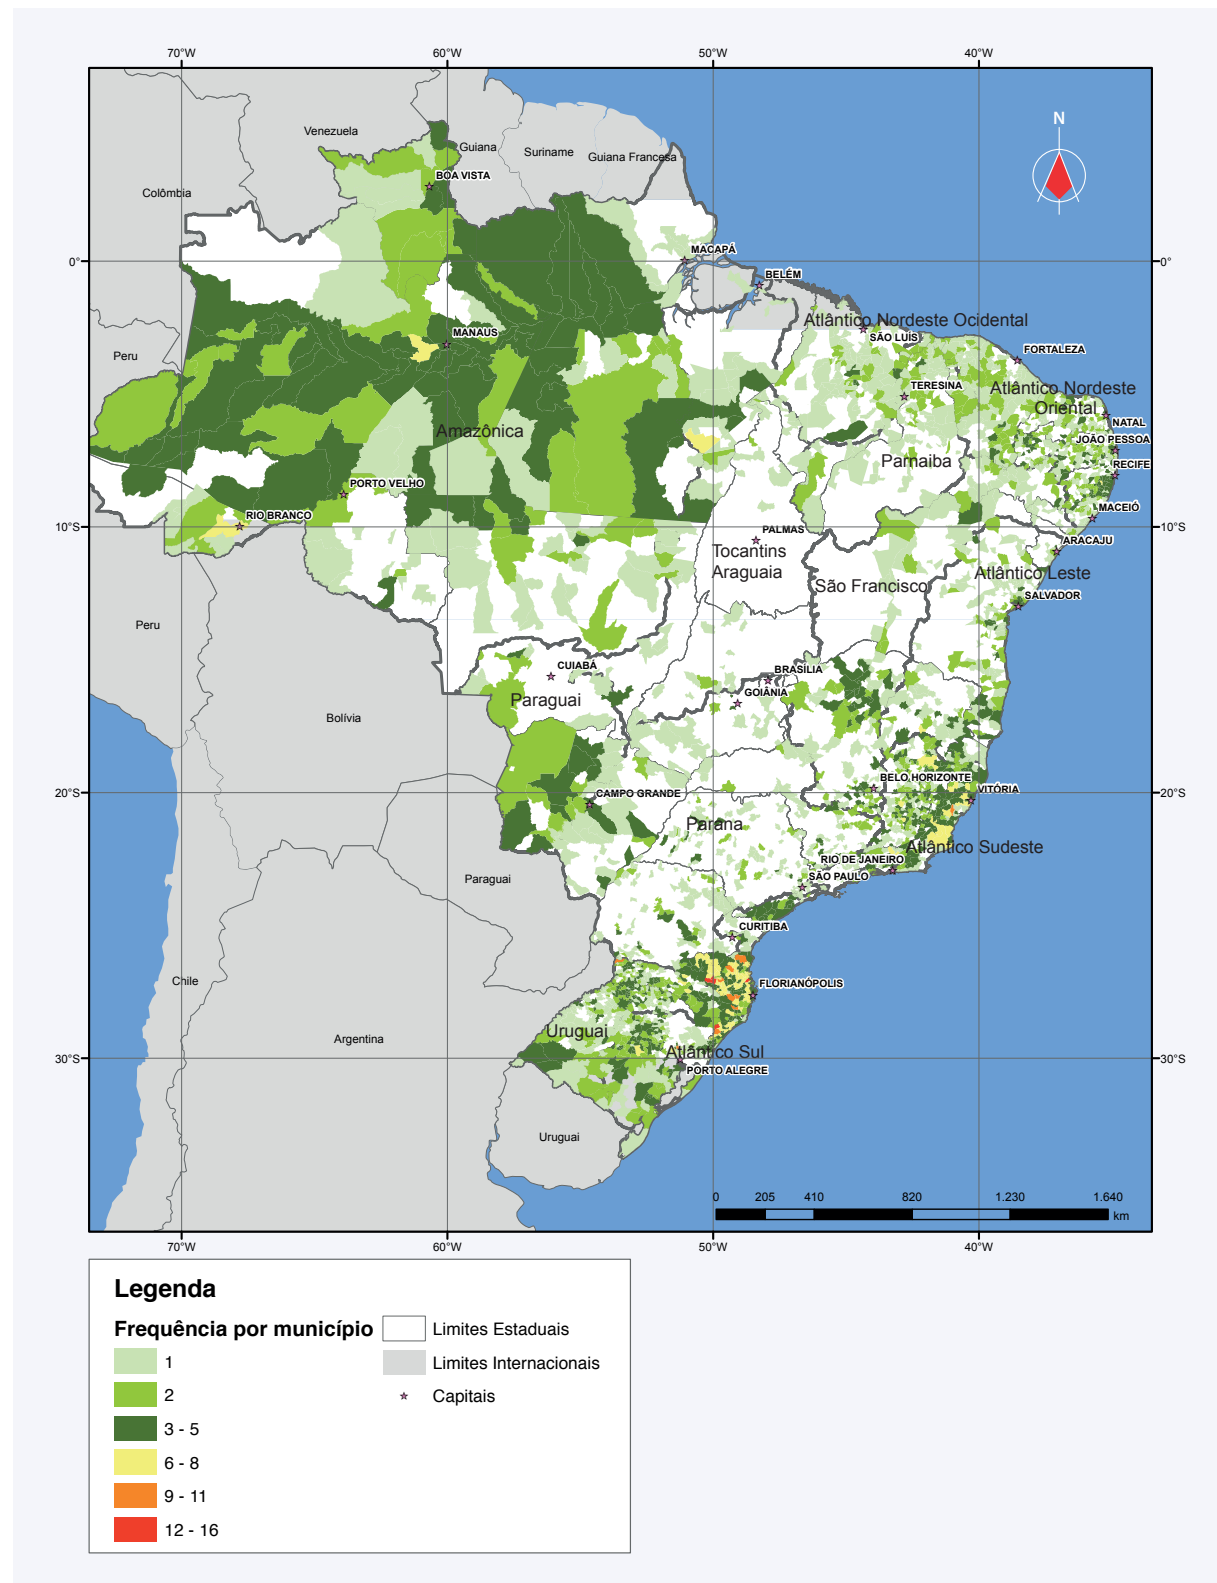 70°W
60°W
50°W
40°W
N
Venezuela
Guiana
Suriname
Guiana Francesa
BOA VISTA
Colômbia
MACAPÁ
0°
0°
BELÉM
Atlântico Nordeste Ocidental
MANAUS
SÃO LUÍS
Peru
FORTALEZA
TERESINA
Atlântico Nordeste
Oriental
NATAL
Amazônica
JOÃO PESSOA
Parnaiba
RECIFE
PORTO VELHO
MACEIÓ
RIO BRANCO
10°S
PALMAS
10°S
ARACAJU
Tocantins
Araguaia
São Francisco
Atlântico Leste
SALVADOR
Peru
CUIABÁ
BRASÍLIA
GOIÂNIA
Paraguai
Bolívia
BELO HORIZONTE
VITÓRIA
20°S
CAMPO GRANDE
20°S
Parana
Atlântico Sudeste
RIO DE JANEIRO
SÃO PAULO
Paraguai
CURITIBA
Chile
FLORIANÓPOLIS
Uruguai
Argentina
Atlântico Sul
30°S
30°S
PORTO ALEGRE
Uruguai
0 205 410 820 1.230 1.640
km
70°W
60°W
50°W
40°W
Legenda
Frequência por município
1
2
3 - 5
6 - 8
9 - 11
12 - 16
Limites Estaduais
Limites Internacionais
Capitais